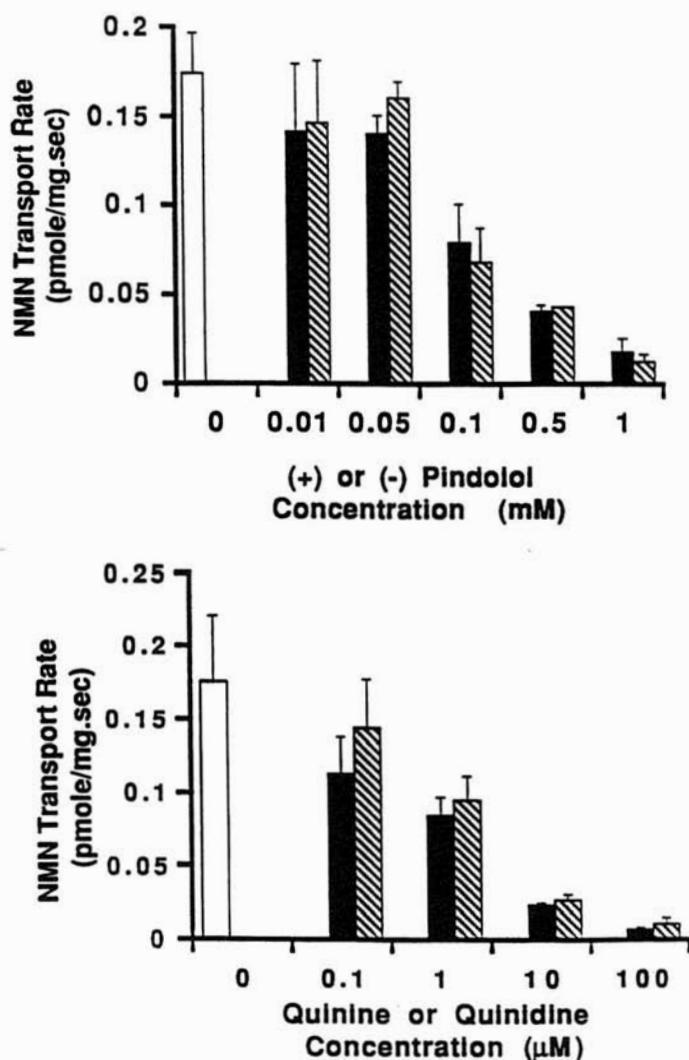 NMN Transport Rate
(pmole/mg.sec)
0.2
0.15
0.1
0.05
0
0 0.01 0.05 0.1 0.5 1
(+) or (-) Pindolol
Concentration (mM)
NMN Transport Rate
(pmole/mg.sec)
0.25
0.2
0.15
0.1
0.05
0
0 0.1 1 10 100
Quinine or Quinidine
Concentration (μM)